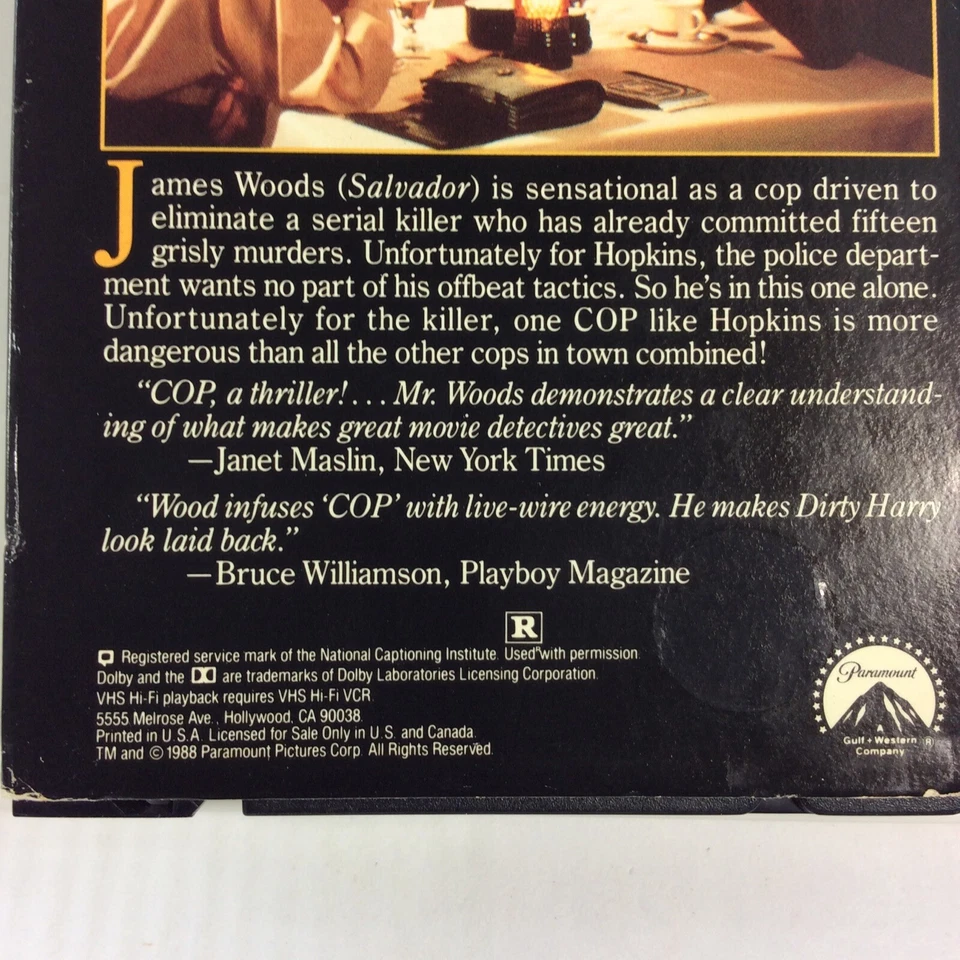 James Woods (Salvador) is sensational as a cop driven to
eliminate a serial killer who has already committed fifteen
grisly murders. Unfortunately for Hopkins, the police depart-
ment wants no part of his offbeat tactics. So he's in this one alone.
Unfortunately for the killer, one COP like Hopkins is more
dangerous than all the other cops in town combined!
"COP, a thriller!... Mr. Woods demonstrates a clear understand-
ing of what makes great movie detectives great."
—Janet Maslin, New York Times
"Wood infuses 'COP' with live-wire energy. He makes Dirty Harry
look laid back."
—Bruce Williamson, Playboy Magazine
R
Registered service mark of the National Captioning Institute. Used with permission.
Dolby and the are trademarks of Dolby Laboratories Licensing Corporation.
VHS Hi-Fi playback requires VHS Hi-Fi VCR.
5555 Melrose Ave., Hollywood, CA 90038.
Printed in U.S.A. Licensed for Sale Only in U.S. and Canada.
TM and © 1988 Paramount Pictures Corp. All Rights Reserved.
Paramount
A
Gulf+Western ®
Company